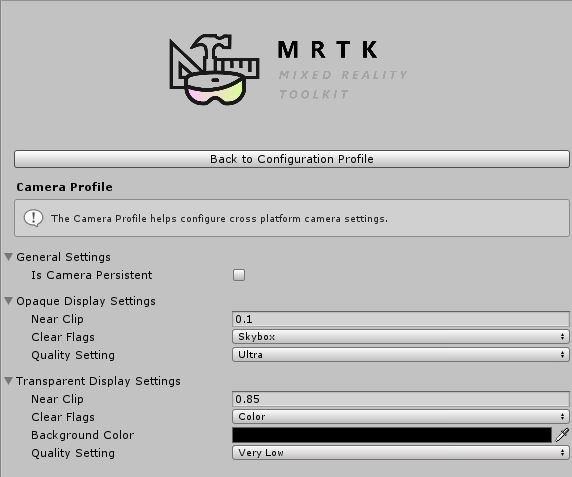 MRTK
MIXED REALITY
TOOLKIT
Back to Configuration Profile
Camera Profile
The Camera Profile helps configure cross platform camera settings.
General Settings
Is Camera Persistent
Opaque Display Settings
Near Clip 0.1
Clear Flags Skybox
Quality Setting Ultra
Transparent Display Settings
Near Clip 0.85
Clear Flags Color
Background Color
Quality Setting Very Low